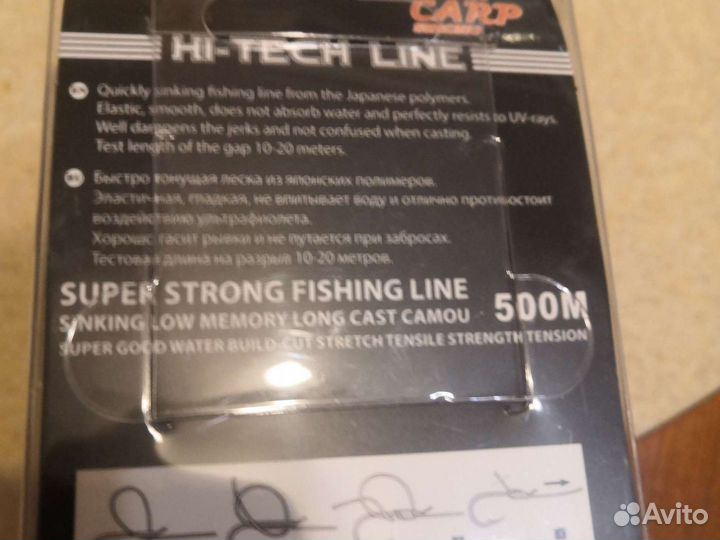 CARP
HI-TECH LINE
EN Quickly sinking fishing line from the Japanese polymers.
Elastic, smooth, does not absorb water and perfectly resists to UV-rays.
Well dampens the jerks and not confused when casting.
Test length of the gap 10-20 meters.
Быстро тонущая леска из японских полимеров.
Эластичная, гладкая, не впитывает воду и отлично противостоит
воздействию ультрафиолета.
Хорошо гасит рывки и не путается при забросах.
Тестовая длина на разрыв 10-20 метров.
SUPER STRONG FISHING LINE 500M
SINKING LOW MEMORY LONG CAST CAMOU
SUPER GOOD WATER BUILD-CUT STRETCH TENSILE STRENGTH TENSION
Avito